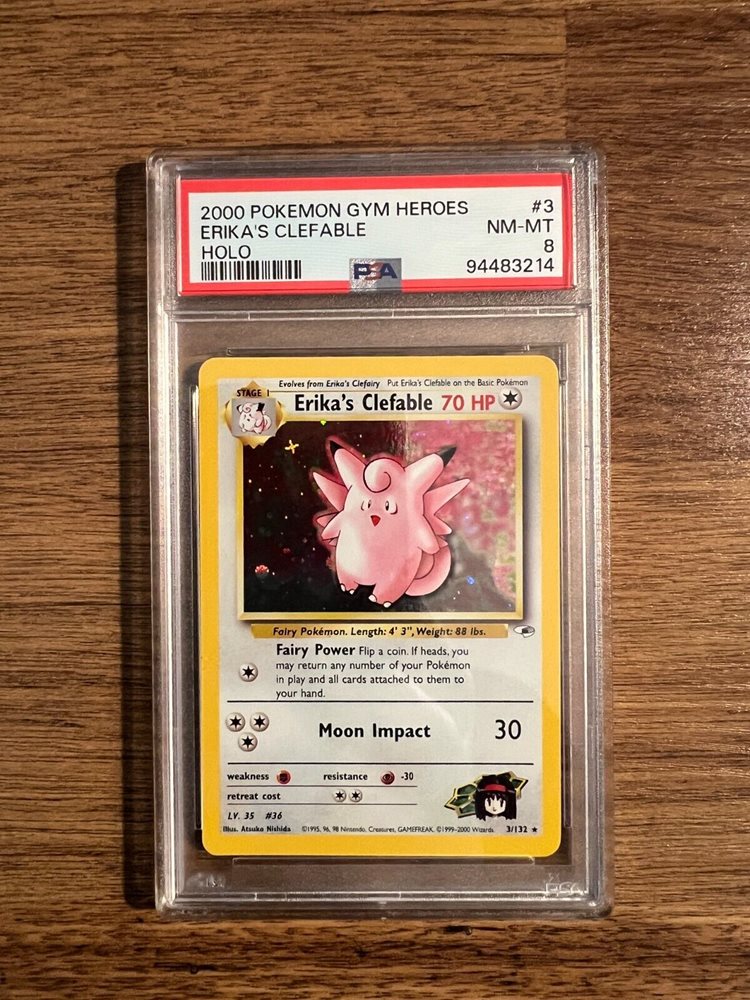 2000 POKEMON GYM HEROES #3
ERIKA'S CLEFABLE NM-MT
HOLO 8
PSA 94483214
Evolves from Erika's Clefairy Put Erika's Clefable on the Basic Pokémon
STAGE 1
Erika's Clefable 70 HP
Fairy Pokémon. Length: 4' 3", Weight: 88 lbs.
Fairy Power Flip a coin. If heads, you
may return any number of your Pokémon
in play and all cards attached to them to
your hand.
Moon Impact 30
weakness resistance -30
retreat cost
LV. 35 #36
Illus. Atsuko Nishida ©1995, 96, 98 Nintendo, Creatures, GAMEFREAK. ©1999-2000 Wizards. 3/132 ★
PSA